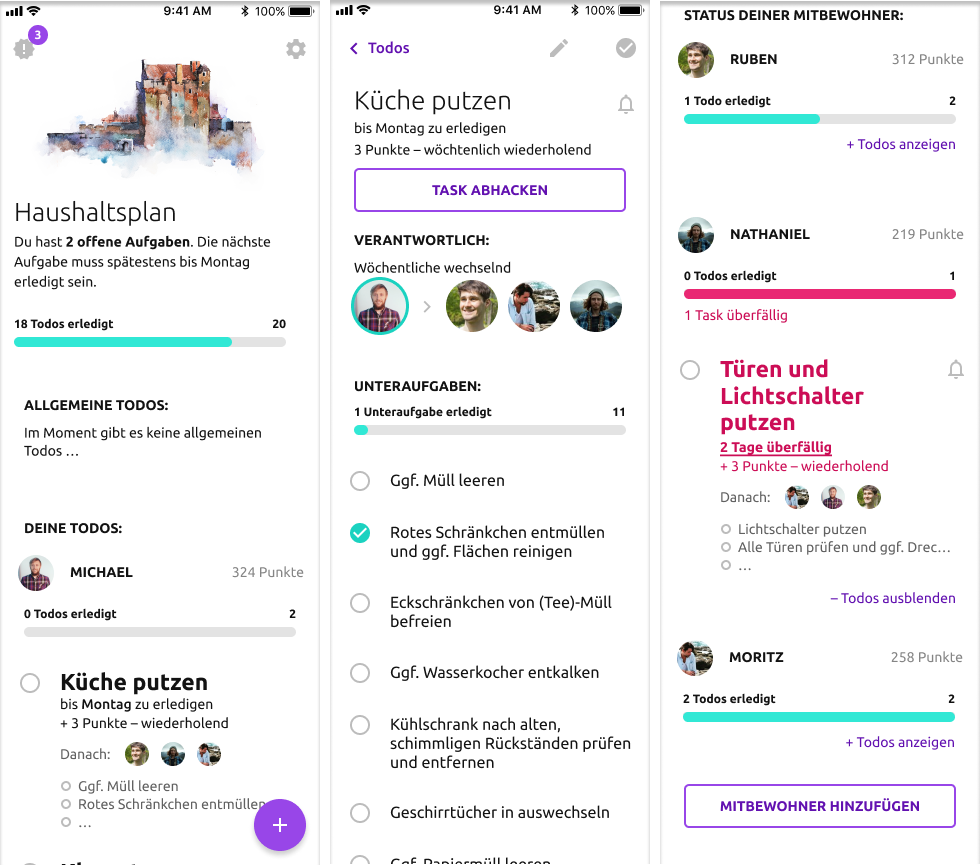 9:41 AM
100%
3
Haushaltsplan
Du hast 2 offene Aufgaben. Die nächste
Aufgabe muss spätestens bis Montag
erledigt sein.
18 Todos erledigt
20
ALLGEMEINE TODOS:
Im Moment gibt es keine allgemeinen
Todos ...
DEINE TODOS:
MICHAEL
324 Punkte
0 Todos erledigt
2
Küche putzen
bis Montag zu erledigen
+ 3 Punkte – wiederholend
Danach:
Ggf. Müll leeren
Rotes Schränkchen entmüllen
...
+
9:41 AM
100%
Todos
Küche putzen
bis Montag zu erledigen
3 Punkte – wöchtenlich wiederholend
TASK ABHACKEN
VERANTWORTLICH:
Wöchentliche wechselnd
UNTERAUFGABEN:
1 Unteraufgabe erledigt
11
Ggf. Müll leeren
Rotes Schränkchen entmüllen
und ggf. Flächen reinigen
Eckschränkchen von (Tee)-Müll
befreien
Ggf. Wasserkocher entkalken
Kühlschrank nach alten,
schimmligen Rückständen prüfen
und entfernen
Geschirrtücher in auswechseln
Ggf. Papiermüll leeren
STATUS DEINER MITBEWOHNER:
RUBEN
312 Punkte
1 Todo erledigt
2
+ Todos anzeigen
NATHANIEL
219 Punkte
0 Todos erledigt
1
1 Task überfällig
Türen und
Lichtschalter
putzen
2 Tage überfällig
+ 3 Punkte – wiederholend
Danach:
Lichtschalter putzen
Alle Türen prüfen und ggf. Drec...
...
– Todos ausblenden
MORITZ
258 Punkte
2 Todos erledigt
2
+ Todos anzeigen
MITBEWOHNER HINZUFÜGEN